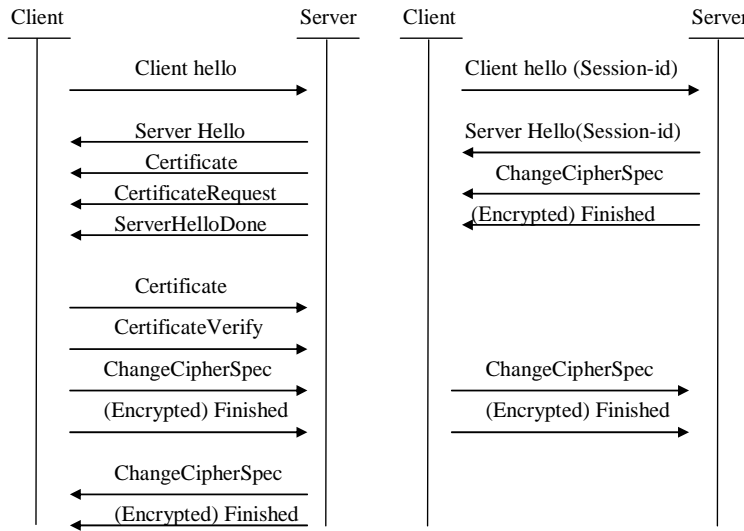 Client Server Client Server
Client hello
Server Hello
Certificate
CertificateRequest
ServerHelloDone
Certificate
CertificateVerify
ChangeCipherSpec
(Encrypted) Finished
ChangeCipherSpec
(Encrypted) Finished
Client hello (Session-id)
Server Hello(Session-id)
ChangeCipherSpec
(Encrypted) Finished
ChangeCipherSpec
(Encrypted) Finished